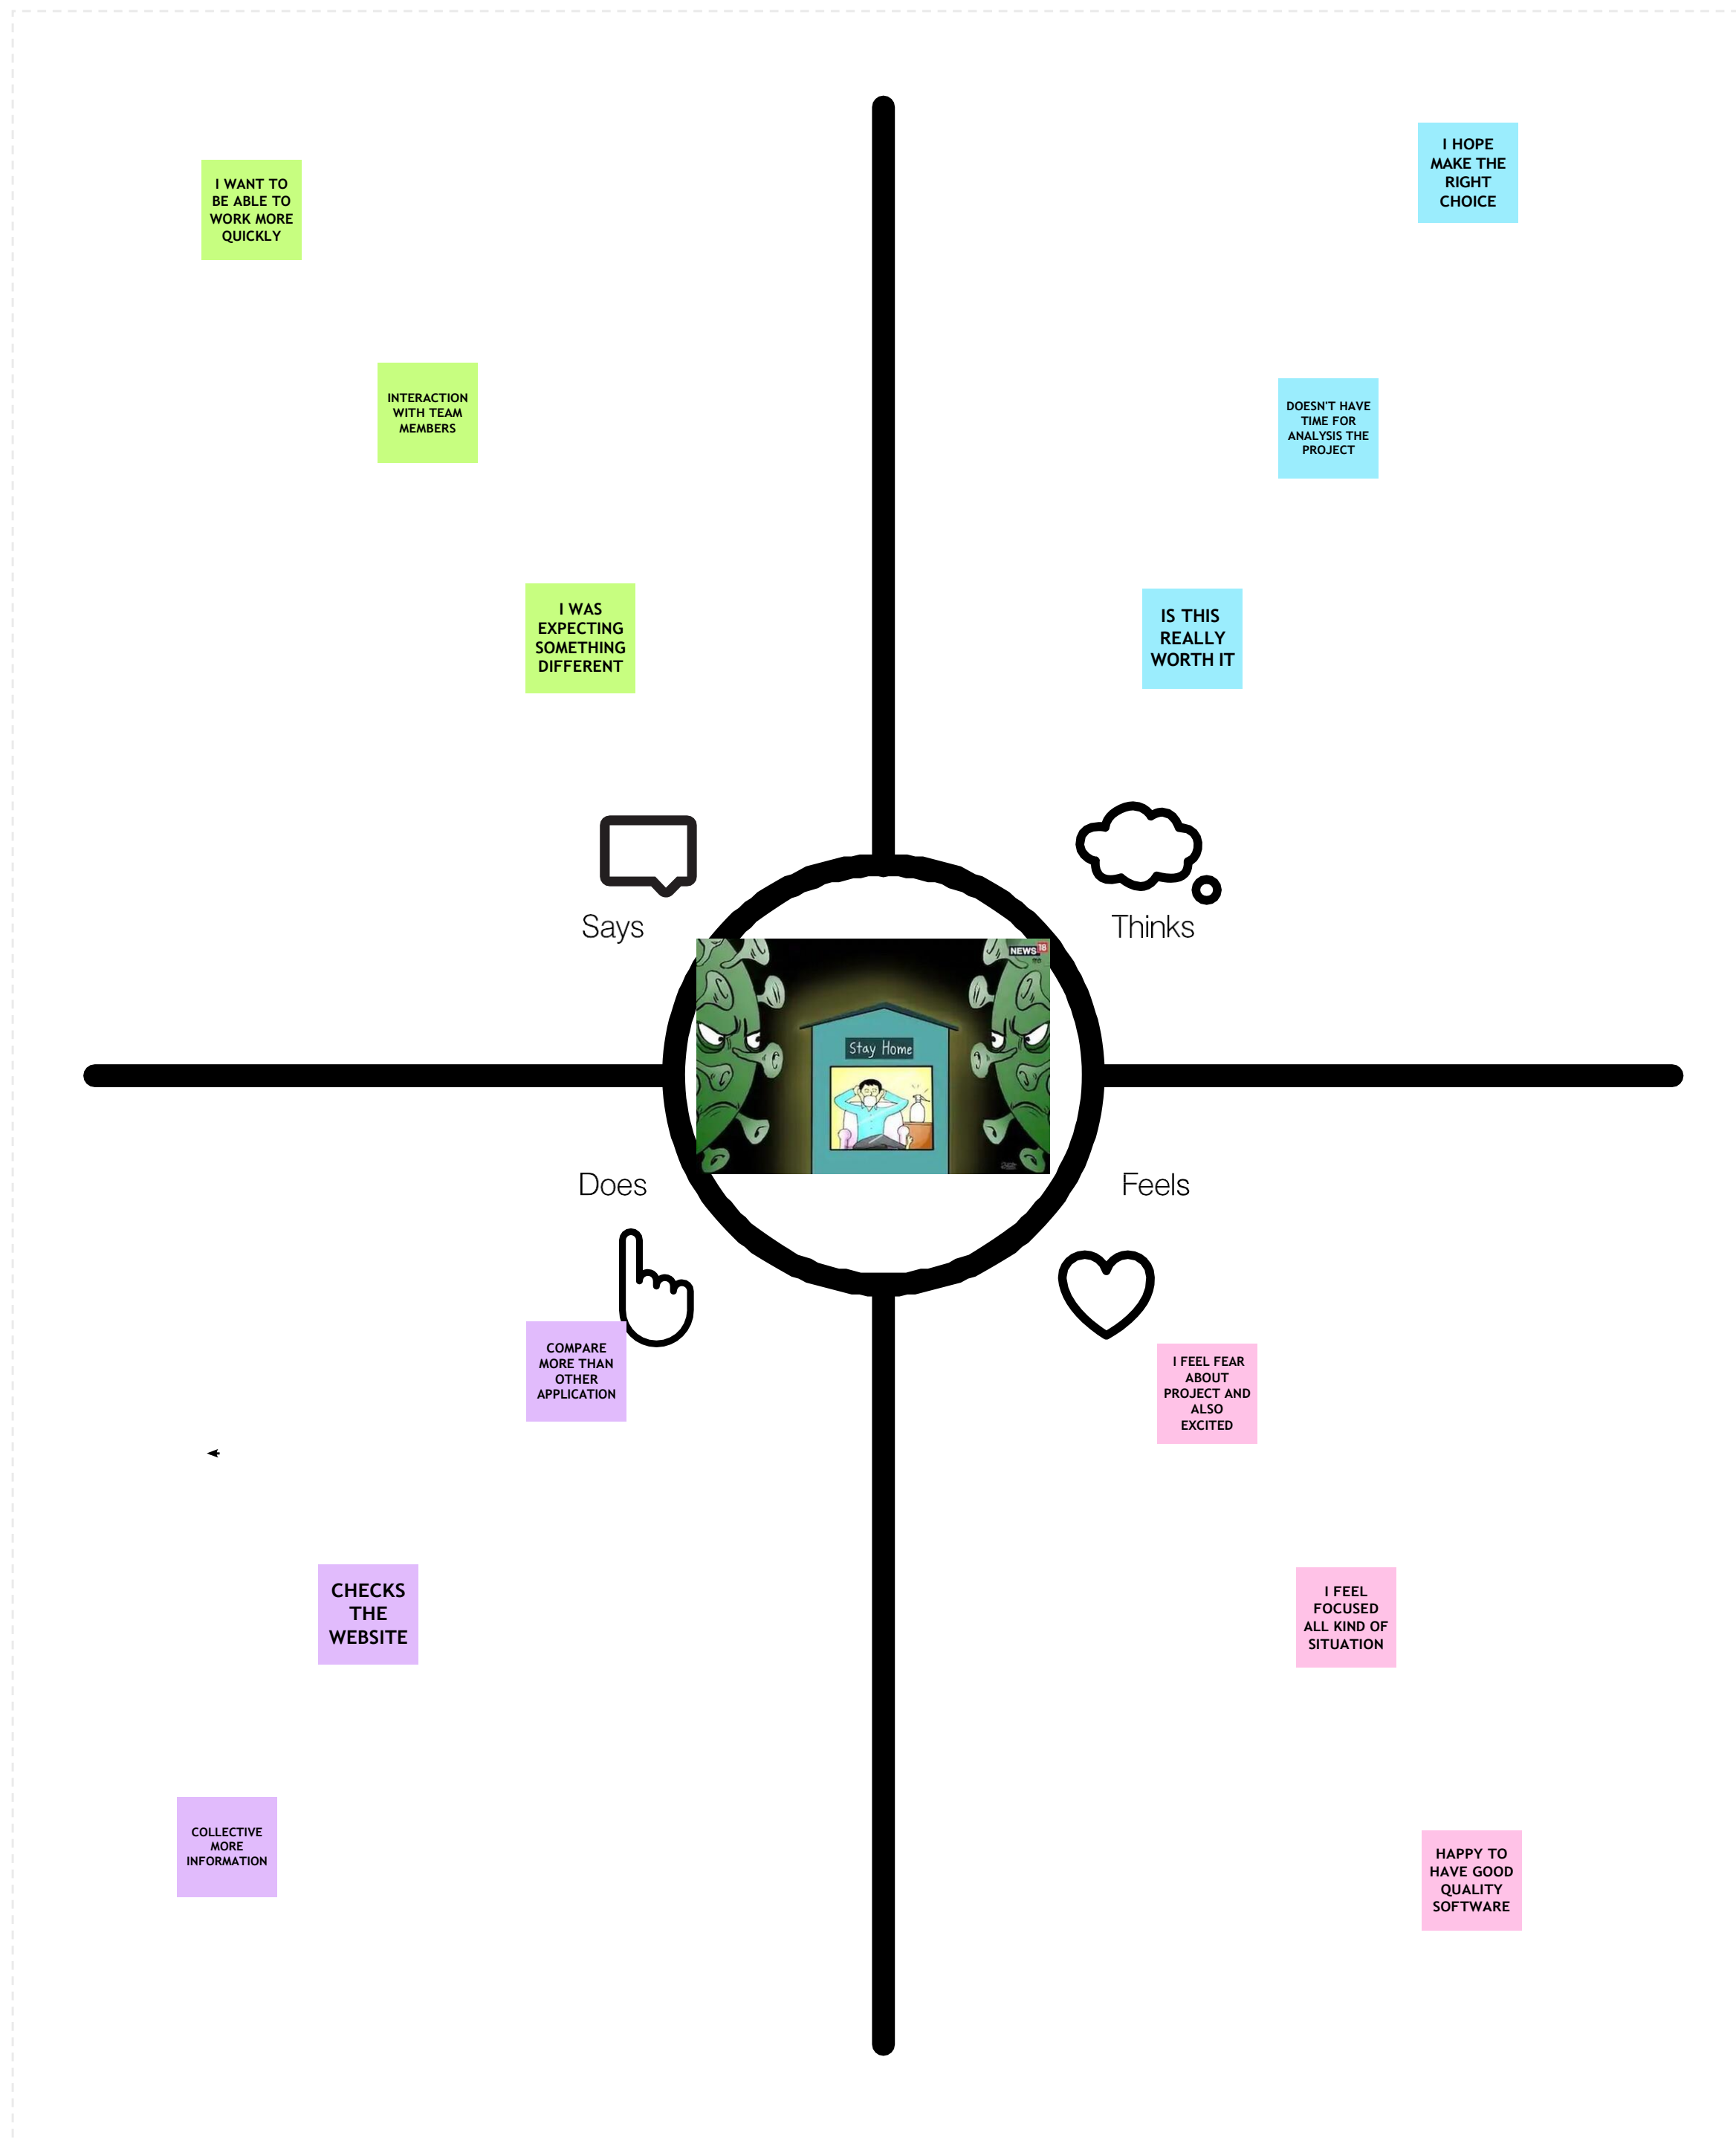 I WANT TO
BE ABLE TO
WORK MORE
QUICKLY
INTERACTION
WITH TEAM
MEMBERS
I WAS
EXPECTING
SOMETHING
DIFFERENT
I HOPE
MAKE THE
RIGHT
CHOICE
DOESN'T HAVE
TIME FOR
ANALYSIS THE
PROJECT
IS THIS
REALLY
WORTH IT
Says
Thinks
NEWS 18
Stay Home
Does
Feels
COMPARE
MORE THAN
OTHER
APPLICATION
CHECKS
THE
WEBSITE
COLLECTIVE
MORE
INFORMATION
I FEEL FEAR
ABOUT
PROJECT AND
ALSO
EXCITED
I FEEL
FOCUSED
ALL KIND OF
SITUATION
HAPPY TO
HAVE GOOD
QUALITY
SOFTWARE